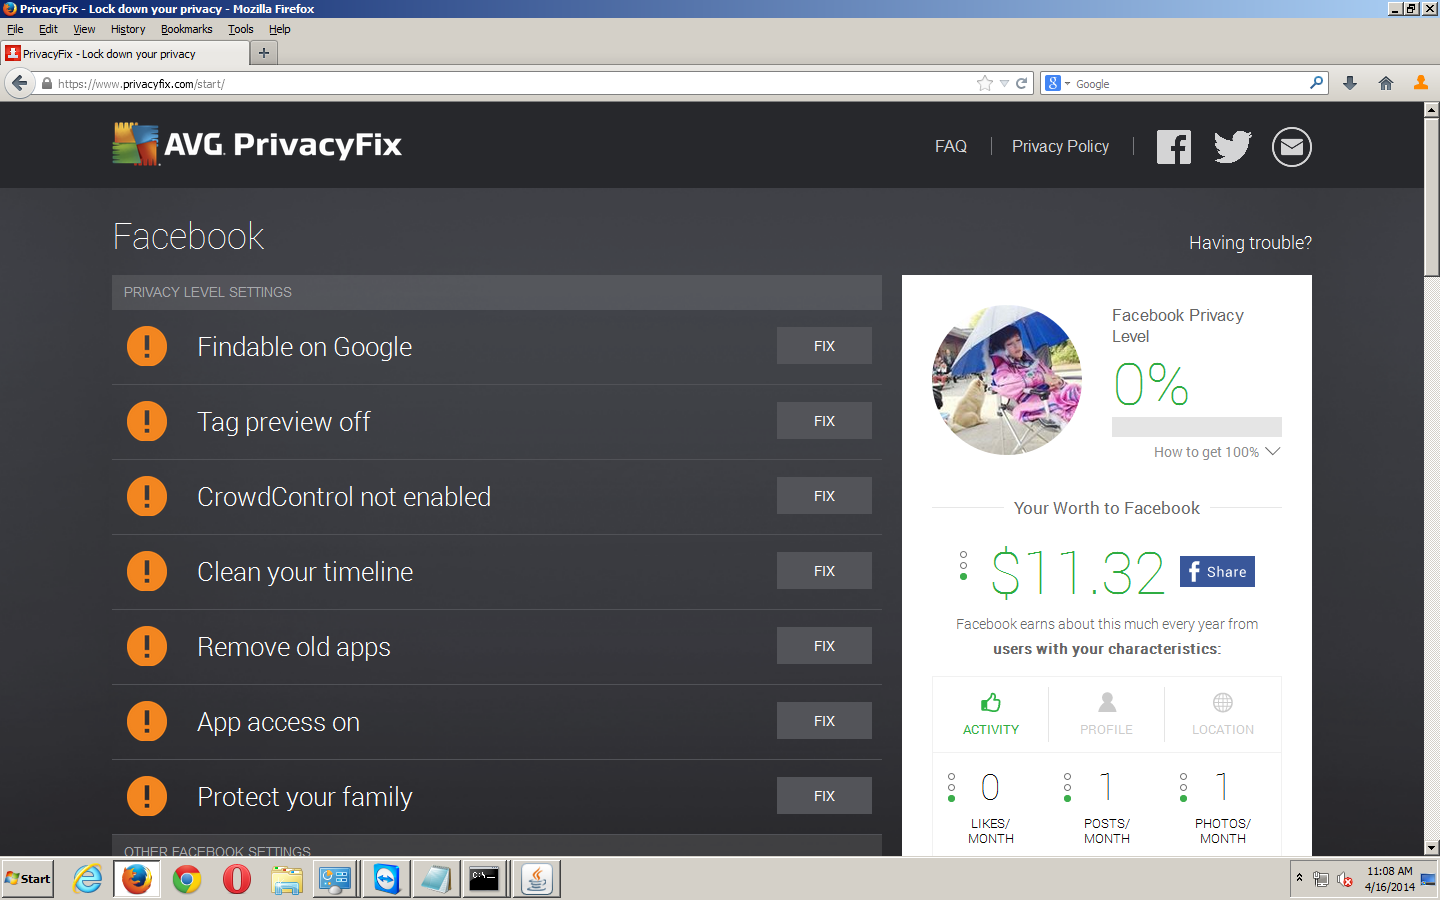 PrivacyFix - Lock down your privacy - Mozilla Firefox
File Edit View History Bookmarks Tools Help
PrivacyFix - Lock down your privacy
https://www.privacyfix.com/start/
Google
AVG PrivacyFix
FAQ
Privacy Policy
Facebook
Having trouble?
PRIVACY LEVEL SETTINGS
Findable on Google FIX
Tag preview off FIX
CrowdControl not enabled FIX
Clean your timeline FIX
Remove old apps FIX
App access on FIX
Protect your family FIX
OTHER FACEBOOK SETTINGS
Facebook Privacy
Level
0%
How to get 100%
Your Worth to Facebook
$11.32
Share
Facebook earns about this much every year from
users with your characteristics:
ACTIVITY PROFILE LOCATION
0 1 1
LIKES/ POSTS/ PHOTOS/
MONTH MONTH MONTH
Start
11:08 AM
4/16/2014